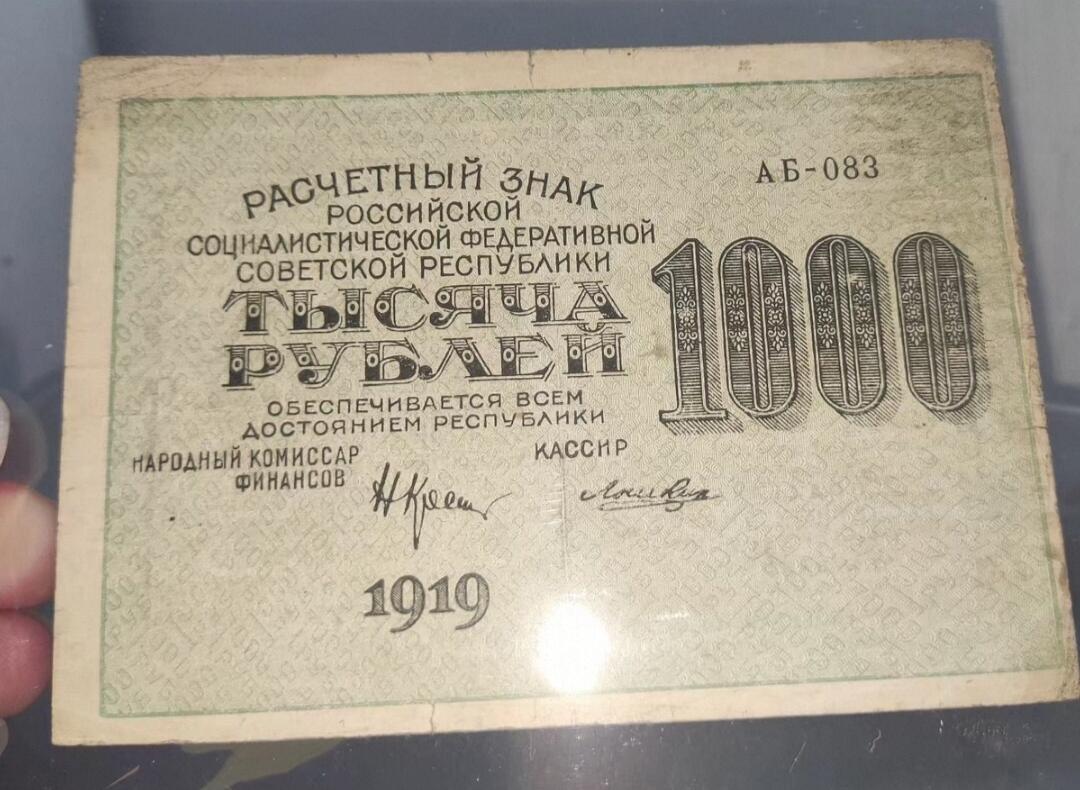 АБ-083
РАСЧЕТНЫЙ ЗНАК
РОССИЙСКОЙ
СОЦИАЛИСТИЧЕСКОЙ ФЕДЕРАТИВНОЙ
СОВЕТСКОЙ РЕСПУБЛИКИ
ТЫСЯЧА
РУБЛЕЙ
1000
ОБЕСПЕЧИВАЕТСЯ ВСЕМ
ДОСТОЯНИЕМ РЕСПУБЛИКИ
НАРОДНЫЙ КОМИССАР
ФИНАНСОВ
КАССИР
1919